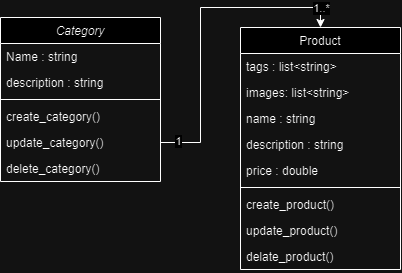 Category
Name : string
description : string
create_category()
update_category()
delete_category()
1
1..*
Product
tags : list<string>
images: list<string>
name : string
description : string
price : double
create_product()
update_product()
delate_product()